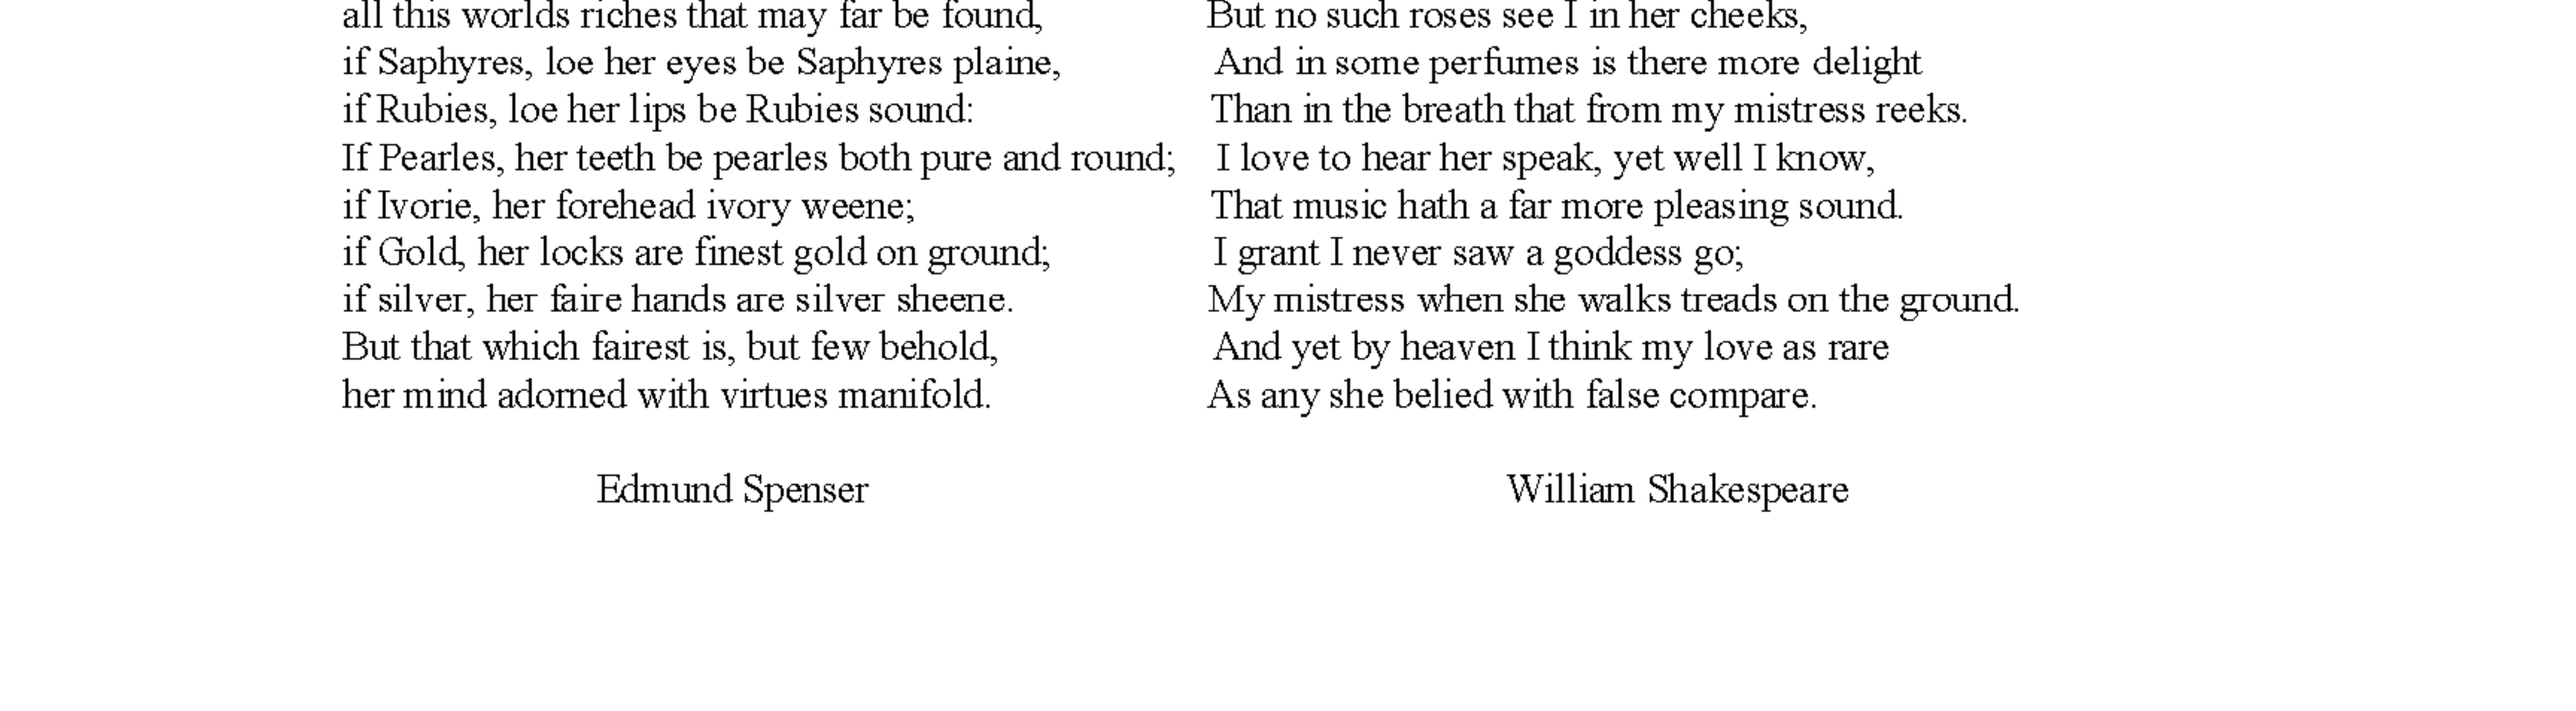 all this worlds riches that may far be found,
if Saphyres, loe her eyes be Saphyres plaine,
if Rubies, loe her lips be Rubies sound:
If Pearles, her teeth be pearles both pure and round;
if Ivorie, her forehead ivory weene;
if Gold, her locks are finest gold on ground;
if silver, her faire hands are silver sheene.
But that which fairest is, but few behold,
her mind adorned with virtues manifold.
Edmund Spenser
But no such roses see I in her cheeks,
And in some perfumes is there more delight
Than in the breath that from my mistress reeks.
I love to hear her speak, yet well I know,
That music hath a far more pleasing sound.
I grant I never saw a goddess go;
My mistress when she walks treads on the ground.
And yet by heaven I think my love as rare
As any she belied with false compare.
William Shakespeare